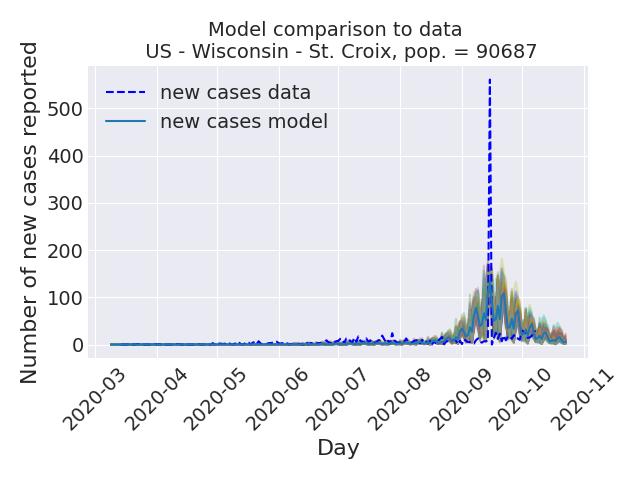 Model comparison to data
US - Wisconsin - St. Croix, pop. = 90687
Number of new cases reported
500
400
300
200
100
0
new cases data
new cases model
2020-03
2020-04
2020-05
2020-06
2020-07
2020-08
2020-09
2020-10
2020-11
Day